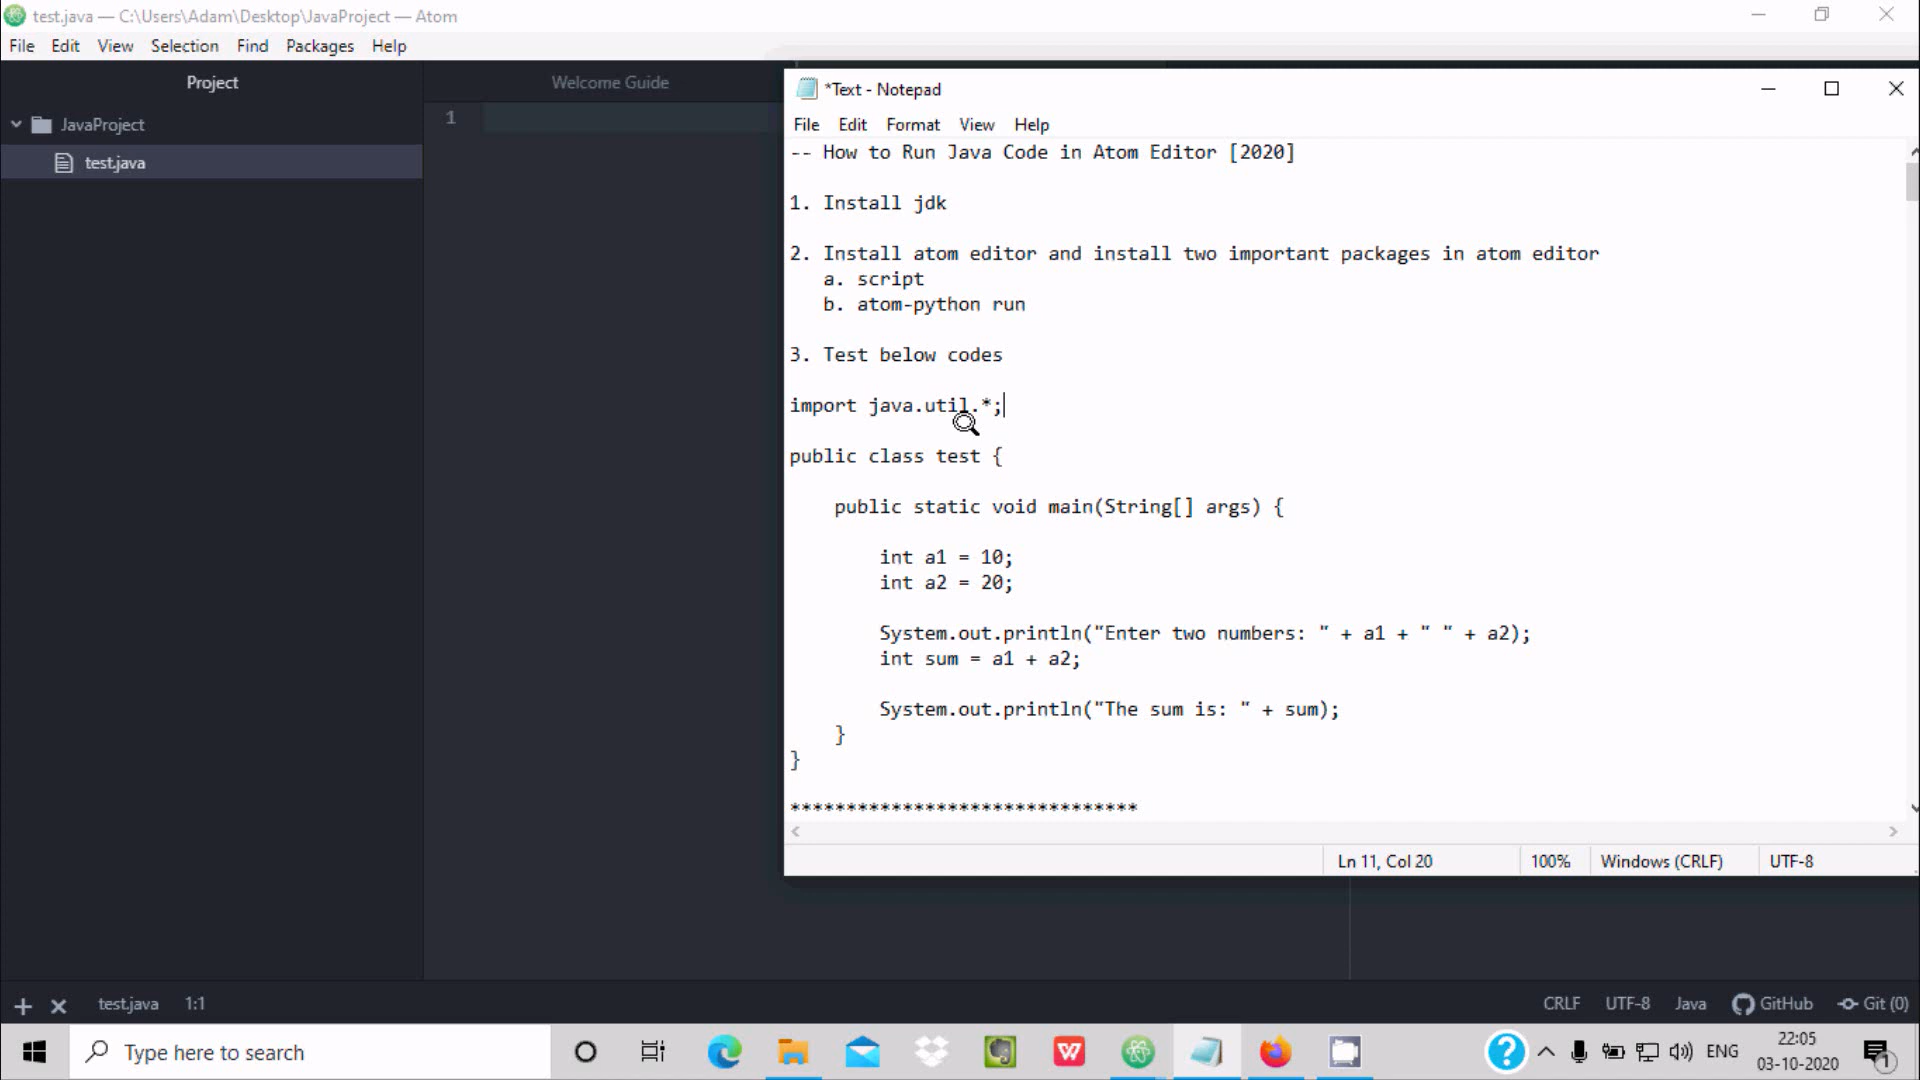 test.java — C:\Users\Adam\Desktop\JavaProject — Atom
File Edit View Selection Find Packages Help
Project
JavaProject
test.java
Welcome Guide
1
*Text - Notepad
File Edit Format View Help
-- How to Run Java Code in Atom Editor [2020]
1. Install jdk
2. Install atom editor and install two important packages in atom editor
a. script
b. atom-python run
3. Test below codes
import java.util.*;
public class test {
public static void main(String[] args) {
int a1 = 10;
int a2 = 20;
System.out.println("Enter two numbers: " + a1 + " " + a2);
int sum = a1 + a2;
System.out.println("The sum is: " + sum);
}
}
*******************************
Ln 11, Col 20 100% Windows (CRLF) UTF-8
test.java 1:1 CRLF UTF-8 Java GitHub Git (0)
Type here to search
ENG
22:05
03-10-2020
1